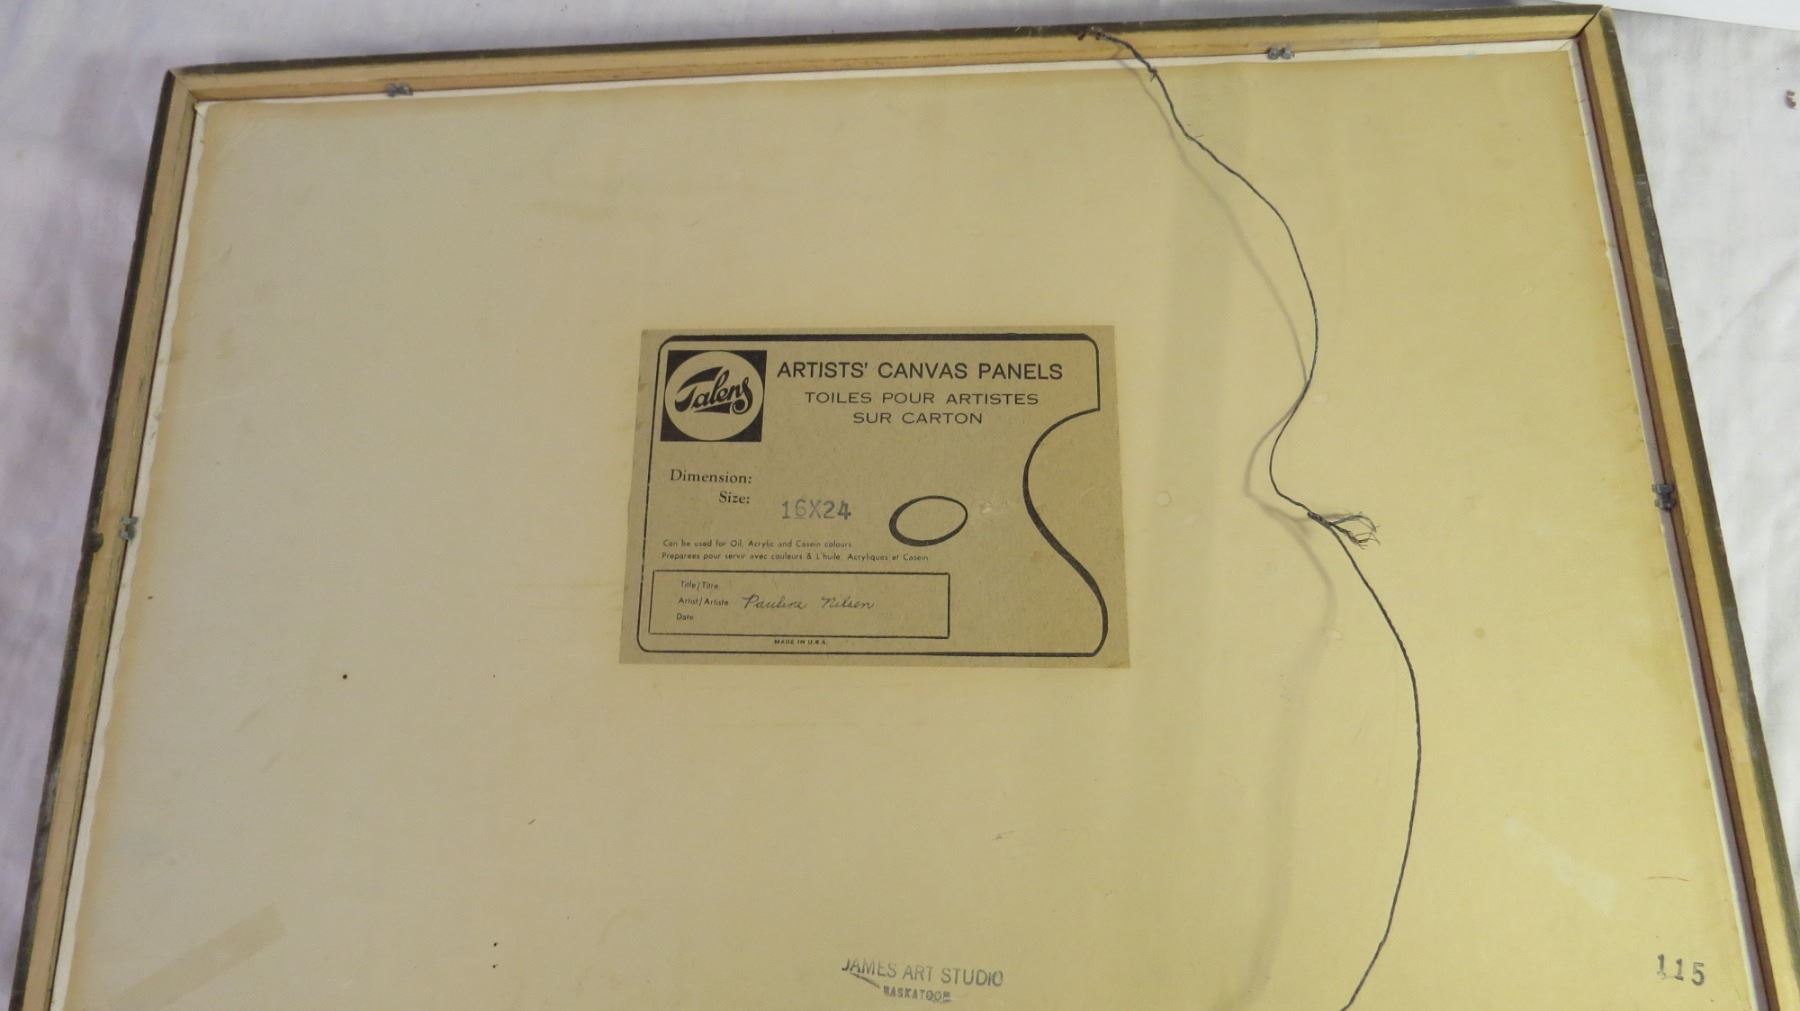 Talens
ARTISTS' CANVAS PANELS
TOILES POUR ARTISTES
SUR CARTON
Dimension:
Size: 16X24
Can be used for Oil, Acrylic and Casein colours.
Preparees pour servir avec couleurs & L'huile, Acryliques et Casein.
Title/Titre
Artist/Artiste Pauline Nilsen
Date
MADE IN U.S.A.
JAMES ART STUDIO
SASKATOON
115